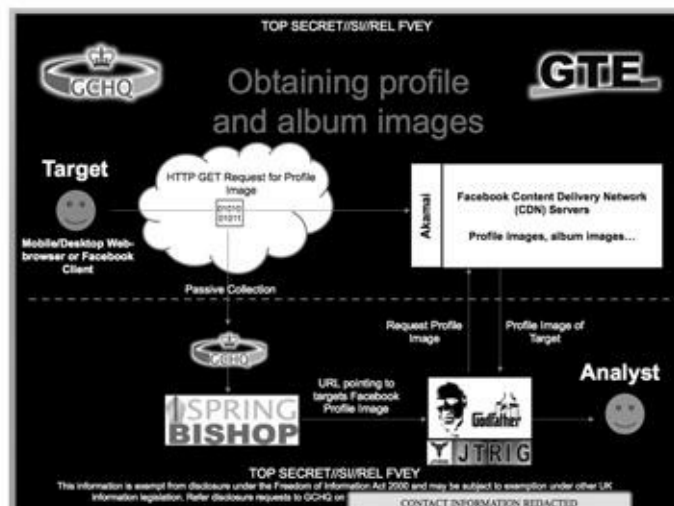 TOP SECRET//SI//REL FVEY
GCHQ
GTE
Obtaining profile
and album images
Target
Mobile/Desktop Web-
browser or Facebook
Client
HTTP GET Request for Profile
Image
01010
01011
Akamai
Facebook Content Delivery Network
(CDN) Servers
Profile images, album images...
Passive Collection
GCHQ
Request Profile
Image
Profile Image of
Target
SPRING
BISHOP
URL pointing to
targets Facebook
Profile Image
Godfather
JTRIG
Analyst
TOP SECRET//SI//REL FVEY
This information is exempt from disclosure under the Freedom of Information Act 2000 and may be subject to exemption under other UK
information legislation. Refer disclosure requests to GCHQ on
CONTACT INFORMATION REDACTED